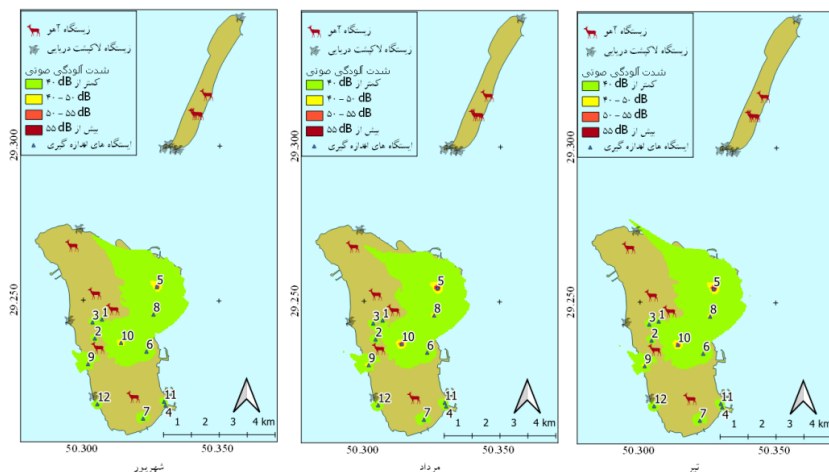 زیستگاه آهو
زیستگاه لاکپشت دریایی
شدت آلودگی صوتی
کمتر از ۴۰ dB
۴۰ - ۵۰ dB
۵۰ - ۵۵ dB
بیش از ۵۵ dB
ایستگاه های اندازه گیری
29.300
29.250
5
8
1
3
2
10
6
9
12
11
4
7
1 2 3 4 km
50.300 50.350
شهریور
زیستگاه آهو
زیستگاه لاکپشت دریایی
شدت آلودگی صوتی
کمتر از ۴۰ dB
۴۰ - ۵۰ dB
۵۰ - ۵۵ dB
بیش از ۵۵ dB
ایستگاه های اندازه گیری
29.300
29.250
5
8
1
3
2
10
6
9
12
11
4
7
1 2 3 4 km
50.300 50.350
مرداد
زیستگاه آهو
زیستگاه لاکپشت دریایی
شدت آلودگی صوتی
کمتر از ۴۰ dB
۴۰ - ۵۰ dB
۵۰ - ۵۵ dB
بیش از ۵۵ dB
ایستگاه های اندازه گیری
29.300
29.250
5
8
1
3
2
10
6
9
12
11
4
7
1 2 3 4 km
50.300 50.350
تیر